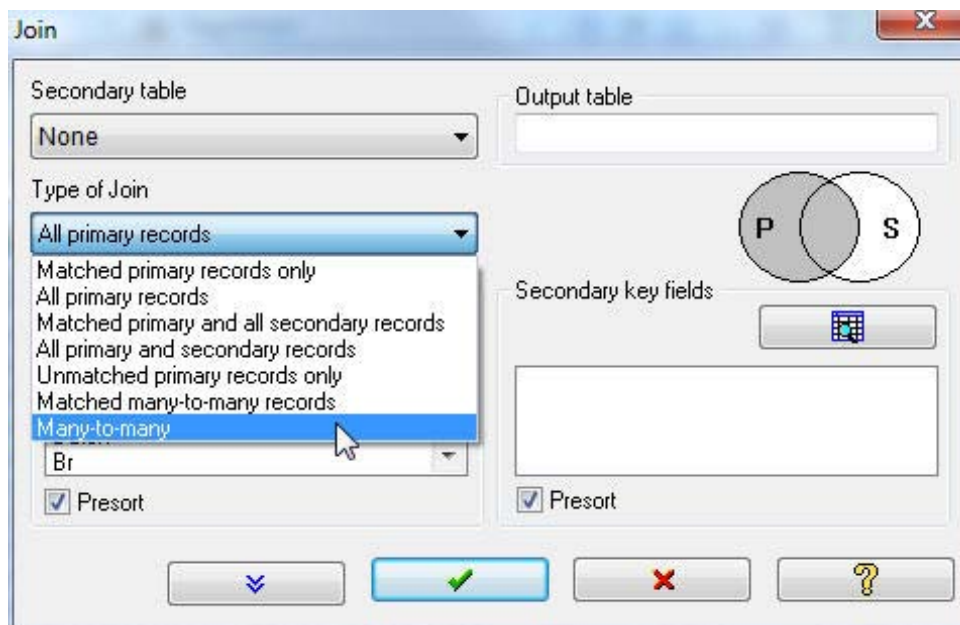 Join
Secondary table
None
Type of Join
All primary records
Matched primary records only
All primary records
Matched primary and all secondary records
All primary and secondary records
Unmatched primary records only
Matched many-to-many records
Many-to-many
Br
Presort
Output table
P S
Secondary key fields
Presort